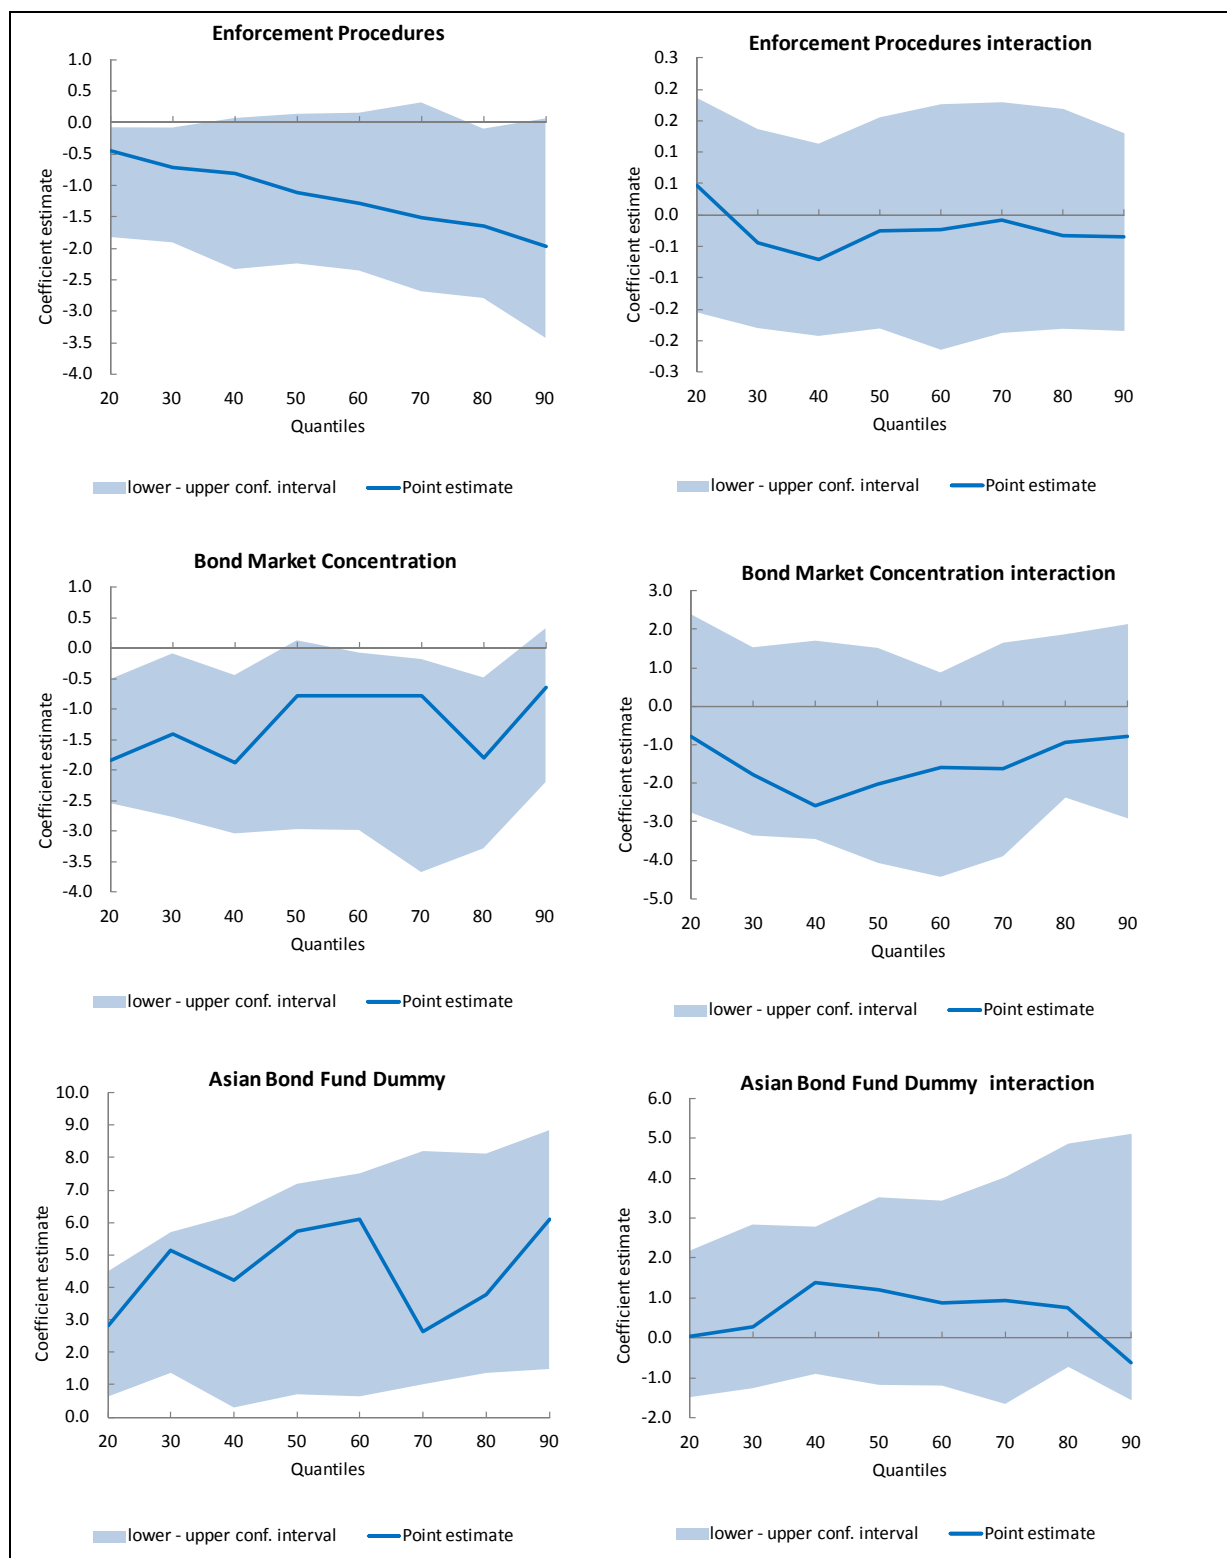 Enforcement Procedures
1.0
0.5
0.0
-0.5
-1.0
-1.5
-2.0
-2.5
-3.0
-3.5
-4.0
Coefficient estimate
20 30 40 50 60 70 80 90
Quantiles
lower - upper conf. interval Point estimate
Enforcement Procedures interaction
0.3
0.2
0.2
0.1
0.1
0.0
-0.1
-0.1
-0.2
-0.2
-0.3
Coefficient estimate
20 30 40 50 60 70 80 90
Quantiles
lower - upper conf. interval Point estimate
Bond Market Concentration
1.0
0.5
0.0
-0.5
-1.0
-1.5
-2.0
-2.5
-3.0
-3.5
-4.0
Coefficient estimate
20 30 40 50 60 70 80 90
Quantiles
lower - upper conf. interval Point estimate
Bond Market Concentration interaction
3.0
2.0
1.0
0.0
-1.0
-2.0
-3.0
-4.0
-5.0
Coefficient estimate
20 30 40 50 60 70 80 90
Quantiles
lower - upper conf. interval Point estimate
Asian Bond Fund Dummy
10.0
9.0
8.0
7.0
6.0
5.0
4.0
3.0
2.0
1.0
0.0
Coefficient estimate
20 30 40 50 60 70 80 90
Quantiles
lower - upper conf. interval Point estimate
Asian Bond Fund Dummy interaction
6.0
5.0
4.0
3.0
2.0
1.0
0.0
-1.0
-2.0
Coefficient estimate
20 30 40 50 60 70 80 90
Quantiles
lower - upper conf. interval Point estimate